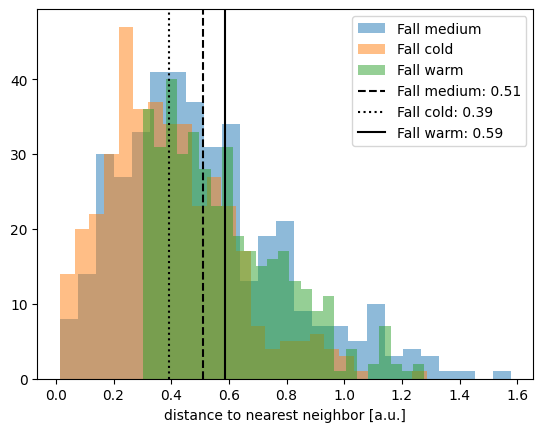 Fall medium
Fall cold
Fall warm
Fall medium: 0.51
Fall cold: 0.39
Fall warm: 0.59
40
30
20
10
0
0.0 0.2 0.4 0.6 0.8 1.0 1.2 1.4 1.6
distance to nearest neighbor [a.u.]